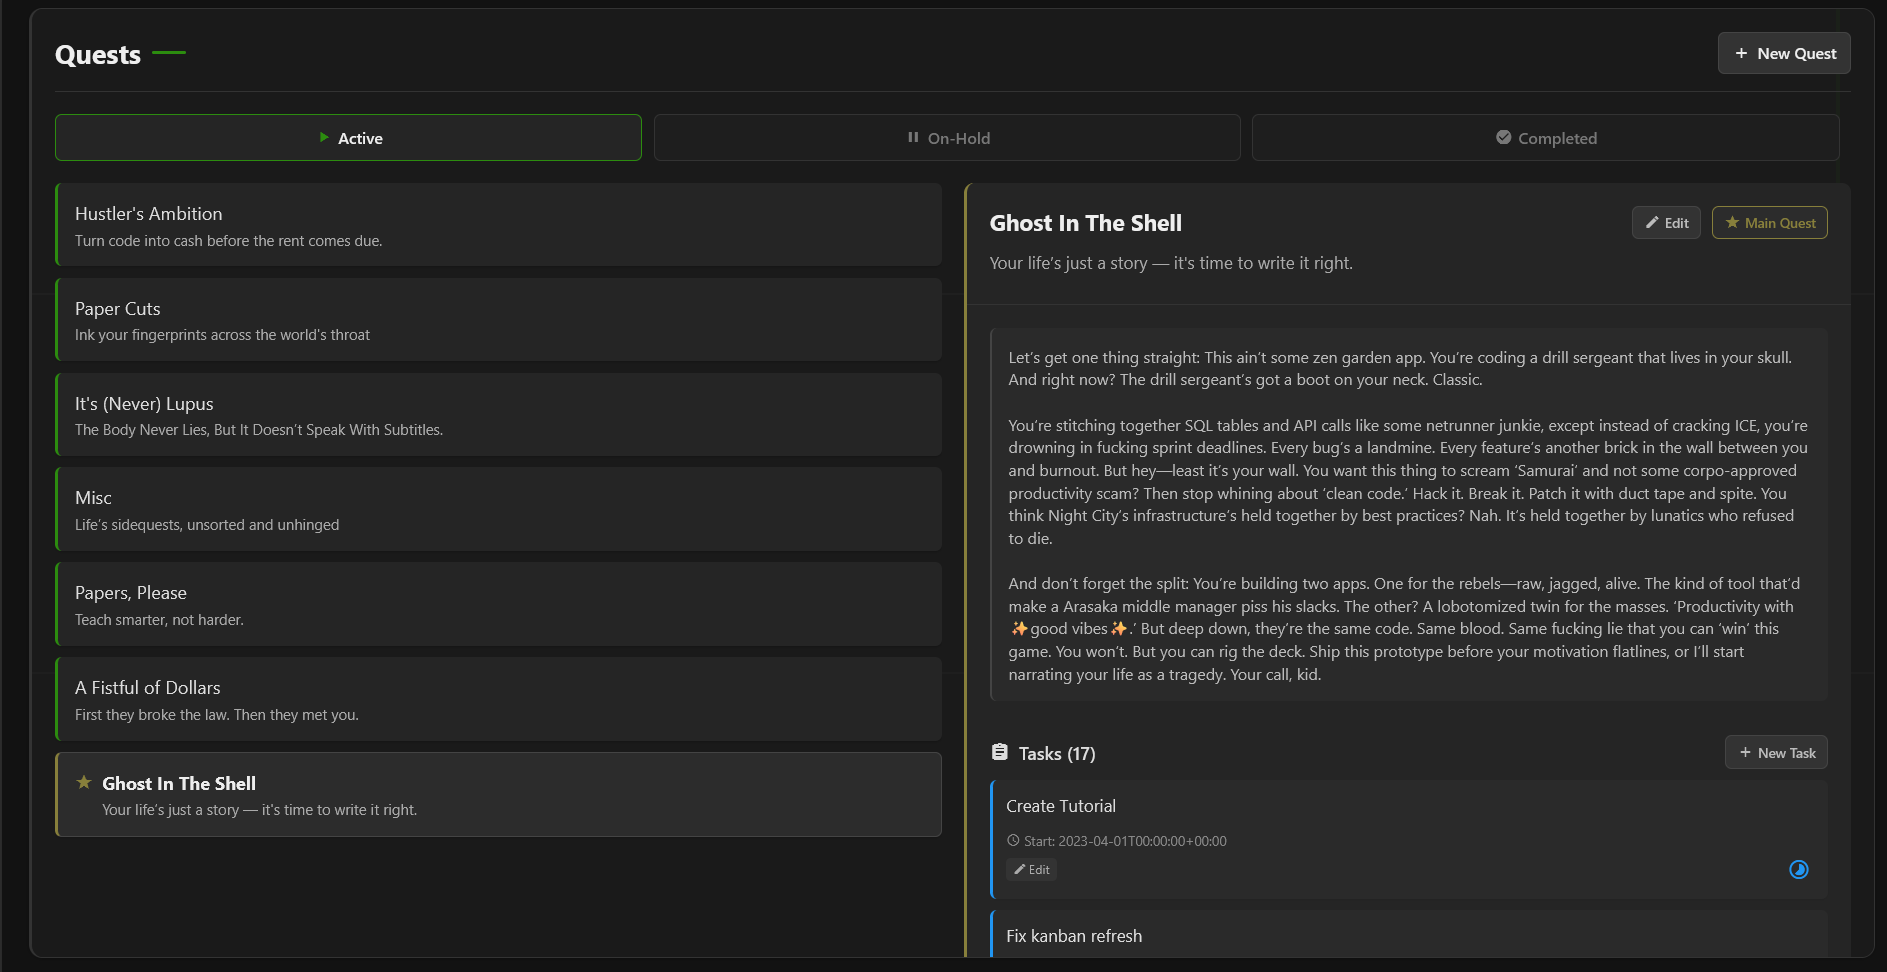 Quests
+ New Quest
Active
On-Hold
Completed
Hustler's Ambition
Turn code into cash before the rent comes due.
Paper Cuts
Ink your fingerprints across the world's throat
It's (Never) Lupus
The Body Never Lies, But It Doesn't Speak With Subtitles.
Misc
Life's sidequests, unsorted and unhinged
Papers, Please
Teach smarter, not harder.
A Fistful of Dollars
First they broke the law. Then they met you.
Ghost In The Shell
Your life's just a story — it's time to write it right.
Ghost In The Shell
Edit
Main Quest
Your life's just a story — it's time to write it right.
Let's get one thing straight: This ain't some zen garden app. You're coding a drill sergeant that lives in your skull.
And right now? The drill sergeant's got a boot on your neck. Classic.
You're stitching together SQL tables and API calls like some netrunner junkie, except instead of cracking ICE, you're
drowning in fucking sprint deadlines. Every bug's a landmine. Every feature's another brick in the wall between you
and burnout. But hey—least it's your wall. You want this thing to scream 'Samurai' and not some corpo-approved
productivity scam? Then stop whining about 'clean code.' Hack it. Break it. Patch it with duct tape and spite. You
think Night City's infrastructure's held together by best practices? Nah. It's held together by lunatics who refused
to die.
And don't forget the split: You're building two apps. One for the rebels—raw, jagged, alive. The kind of tool that'd
make a Arasaka middle manager piss his slacks. The other? A lobotomized twin for the masses. 'Productivity with
✨good vibes✨.' But deep down, they're the same code. Same blood. Same fucking lie that you can 'win' this
game. You won't. But you can rig the deck. Ship this prototype before your motivation flatlines, or I'll start
narrating your life as a tragedy. Your call, kid.
Tasks (17)
+ New Task
Create Tutorial
Start: 2023-04-01T00:00:00+00:00
Edit
Fix kanban refresh